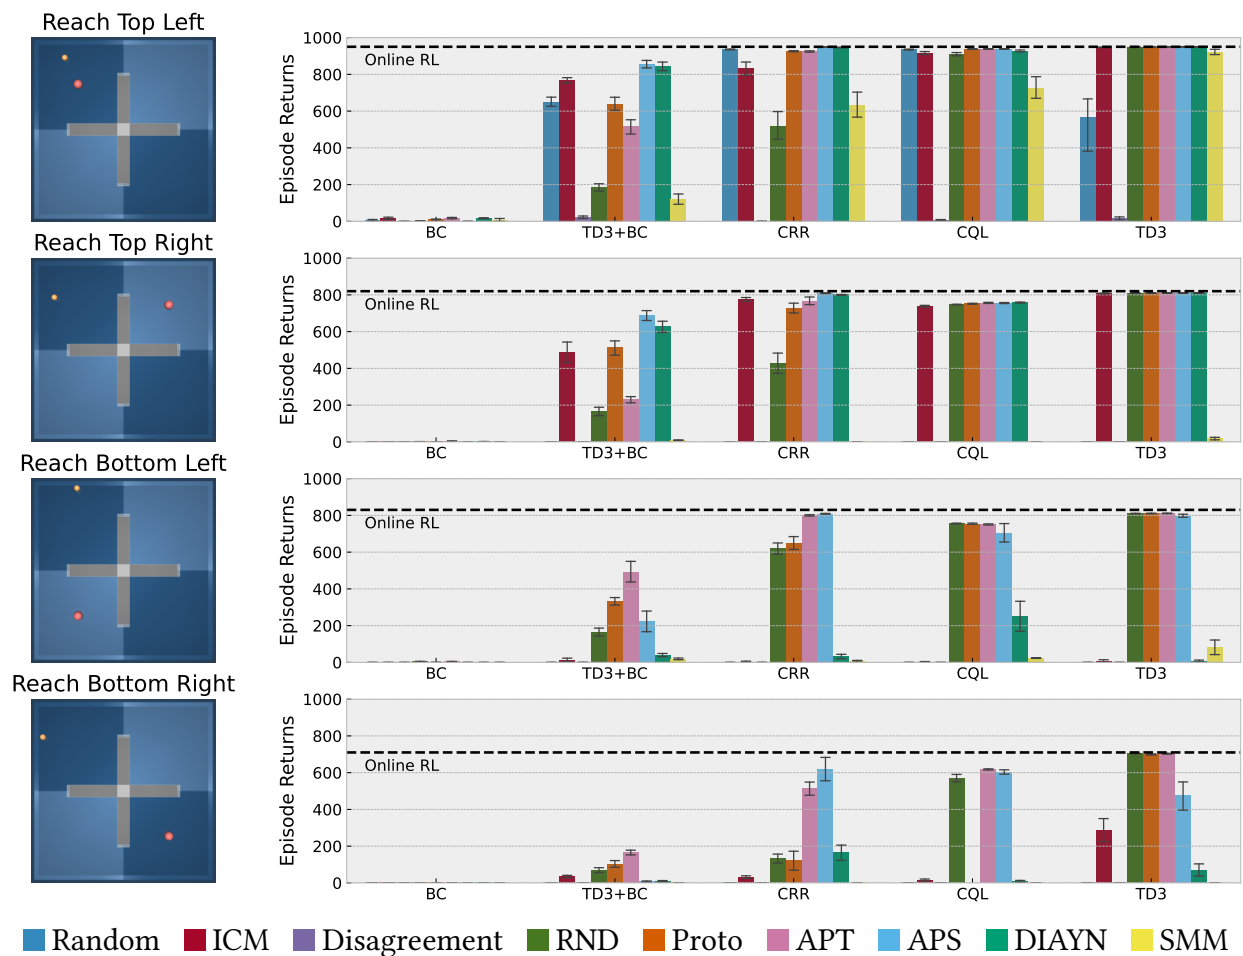 Reach Top Left
1000
800
600
400
200
0
Episode Returns
Online RL
BC TD3+BC CRR CQL TD3
Reach Top Right
1000
800
600
400
200
0
Episode Returns
Online RL
BC TD3+BC CRR CQL TD3
Reach Bottom Left
1000
800
600
400
200
0
Episode Returns
Online RL
BC TD3+BC CRR CQL TD3
Reach Bottom Right
1000
800
600
400
200
0
Episode Returns
Online RL
BC TD3+BC CRR CQL TD3
Random ICM Disagreement RND Proto APT APS DIAYN SMM